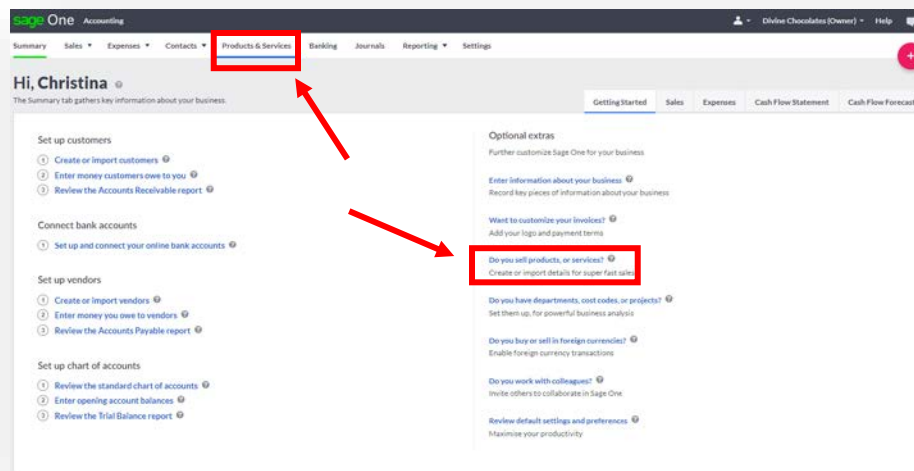 sage One Accounting
Divine Chocolates (Owner) Help
Summary Sales Expenses Contacts Products & Services Banking Journals Reporting Settings
Hi, Christina
The Summary tab gathers key information about your business.
Getting Started Sales Expenses Cash Flow Statement Cash Flow Forecast
Set up customers
1 Create or import customers
2 Enter money customers owe to you
3 Review the Accounts Receivable report
Connect bank accounts
1 Set up and connect your online bank accounts
Set up vendors
1 Create or import vendors
2 Enter money you owe to vendors
3 Review the Accounts Payable report
Set up chart of accounts
1 Review the standard chart of accounts
2 Enter opening account balances
3 Review the Trial Balance report
Optional extras
Further customize Sage One for your business
Enter information about your business
Record key pieces of information about your business
Want to customize your invoices?
Add your logo and payment terms
Do you sell products, or services?
Create or import details for super fast sales
Do you have departments, cost codes, or projects?
Set them up, for powerful business analysis
Do you buy or sell in foreign currencies?
Enable foreign currency transactions
Do you work with colleagues?
Invite others to collaborate in Sage One
Review default settings and preferences
Maximise your productivity